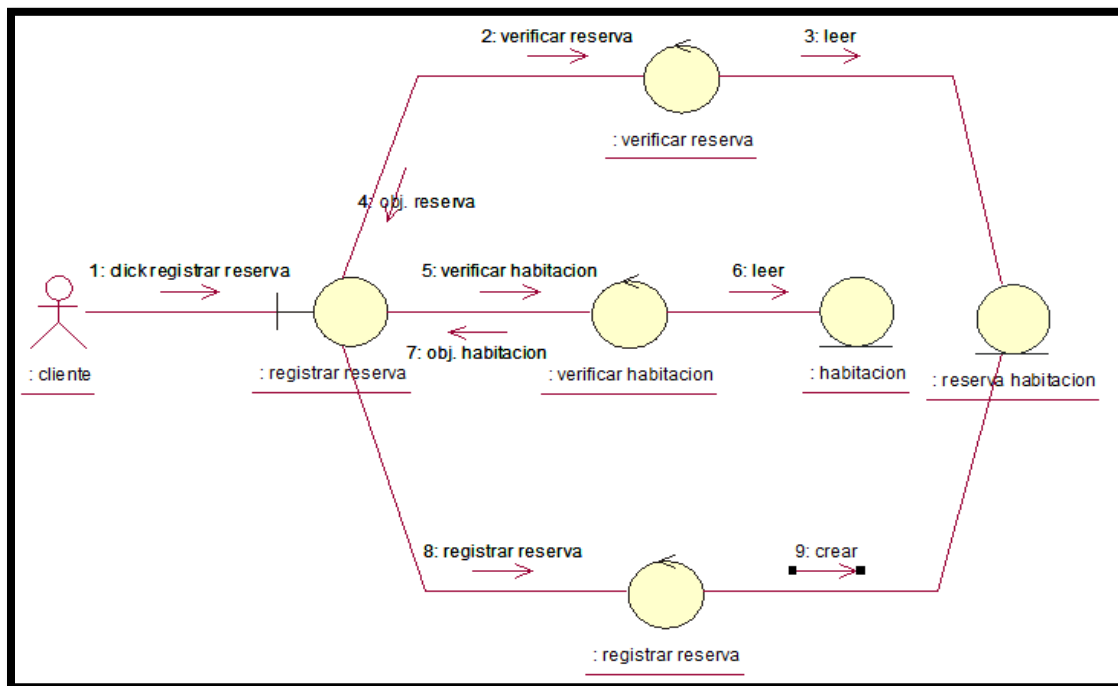 2: verificar reserva
3: leer
: verificar reserva
4: obj. reserva
1: click registrar reserva
5: verificar habitacion
6: leer
7: obj. habitacion
: cliente
: registrar reserva
: verificar habitacion
: habitacion
: reserva habitacion
8: registrar reserva
9: crear
: registrar reserva